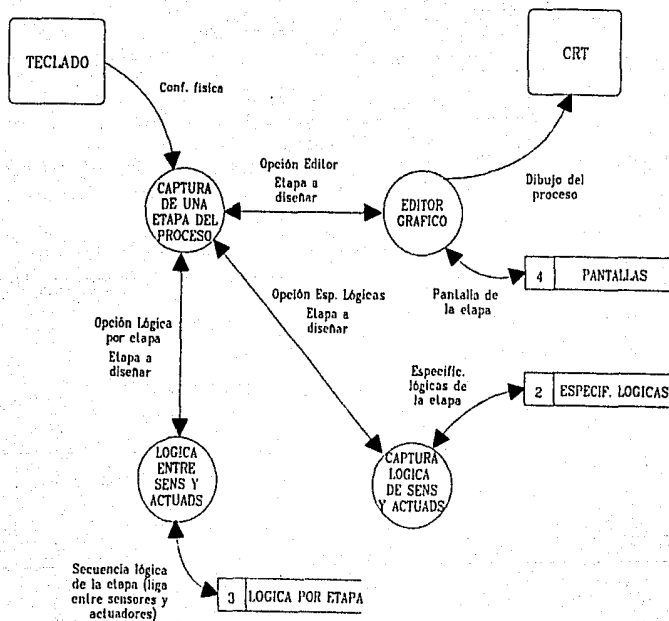 TECLADO
CRT
Conf. física
Opción Editor
Etapa a
diseñar
CAPTURA
DE UNA
ETAPA DEL
PROCESO
EDITOR
GRAFICO
Dibujo del
proceso
4 PANTALLAS
Pantalla de
la etapa
Opción Esp. Lógicas
Etapa a
diseñar
Opción Lógica
por etapa
Etapa a
diseñar
Especific.
lógicas de
la etapa
2 ESPECIF. LOGICAS
LOGICA
ENTRE
SENS Y
ACTUADS
CAPTURA
LOGICA
DE SENS
Y ACTUADS
Secuencia lógica
de la etapa (liga
entre sensores y
actuadores)
3 LOGICA POR ETAPA